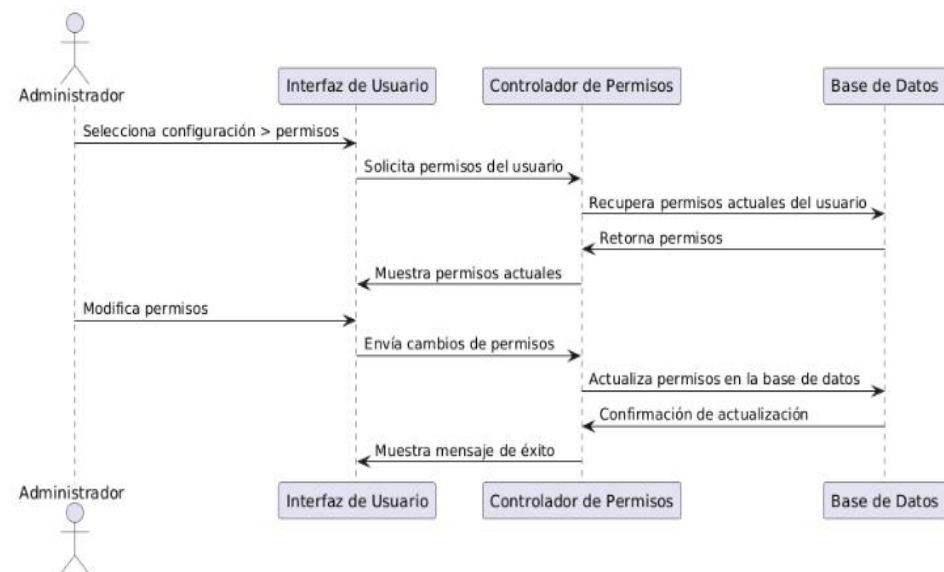 Administrador
Interfaz de Usuario
Controlador de Permisos
Base de Datos
Selecciona configuración > permisos
Solicita permisos del usuario
Recupera permisos actuales del usuario
Retorna permisos
Muestra permisos actuales
Modifica permisos
Envía cambios de permisos
Actualiza permisos en la base de datos
Confirmación de actualización
Muestra mensaje de éxito
Administrador
Interfaz de Usuario
Controlador de Permisos
Base de Datos